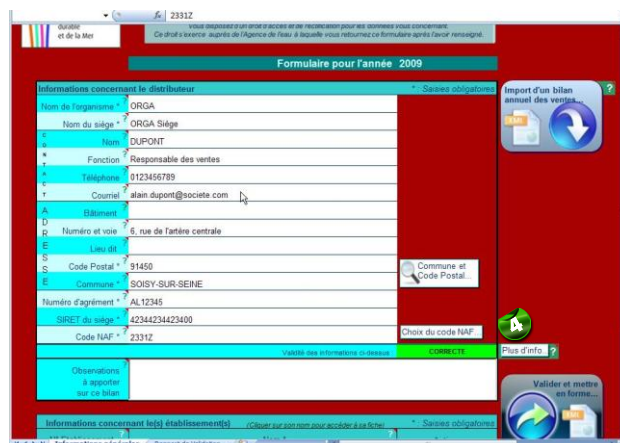 2331Z
durable
et de la Mer
Vous disposez d'un droit d'accès et de rectification pour les données vous concernant.
Ce droit s'exerce auprès de l'Agence de l'eau à laquelle vous retournez ce formulaire après l'avoir renseigné.
Formulaire pour l'année 2009
Informations concernant le distributeur * : Saisies obligatoires
Import d'un bilan
annuel des ventes...
?
XML
Nom de l'organisme * ? ORGA
Nom du siège * ? ORGA Siège
CONTACT
Nom ? DUPONT
Fonction ? Responsable des ventes
Téléphone ? 0123456789
Courriel ? alain.dupont@societe.com
ADRESSE
Bâtiment ?
Numéro et voie ? 6, rue de l'artère centrale
Lieu dit ?
Code Postal * ? 91450
Commune et
Code Postal...
Commune * ? SOISY-SUR-SEINE
Numéro d'agrément * ? AL12345
SIRET du siège * ? 42344234423400
Code NAF * ? 2331Z
Choix du code NAF...
4
Validité des informations ci-dessus CORRECTE
Plus d'info... ?
Observations
à apporter
sur ce bilan
?
Valider et mettre
en forme...
Informations concernant le(s) établissement(s) (Cliquer sur son nom pour accéder à sa fiche) * : Saisies obligatoires